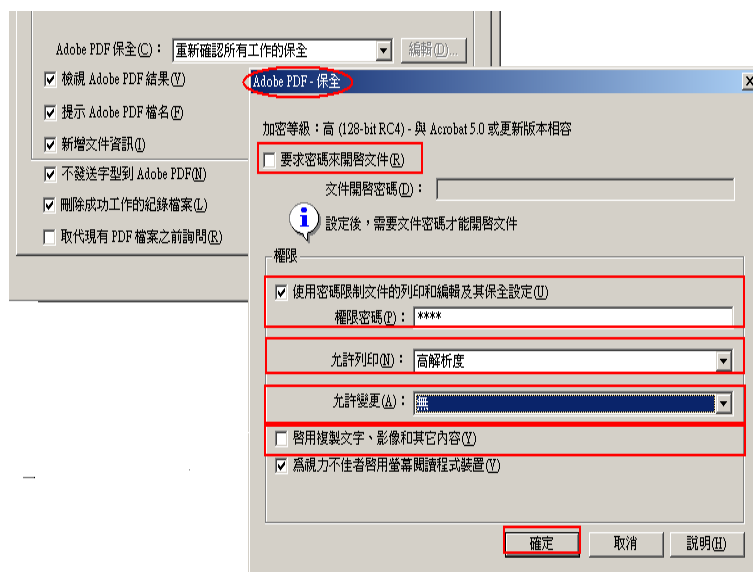 Adobe PDF 保全(C)： 重新確認所有工作的保全 編輯(D)...
檢視 Adobe PDF 結果(V)
提示 Adobe PDF 檔名(F)
新增文件資訊(I)
不發送字型到 Adobe PDF(N)
刪除成功工作的紀錄檔案(L)
取代現有 PDF 檔案之前詢問(R)
Adobe PDF - 保全
加密等級：高 (128-bit RC4) - 與 Acrobat 5.0 或更新版本相容
要求密碼來開啓文件(R)
文件開啓密碼(D)：
設定後，需要文件密碼才能開啓文件
權限
使用密碼限制文件的列印和編輯及其保全設定(U)
權限密碼(P)： ****
允許列印(N)： 高解析度
允許變更(A)： 無
啓用複製文字、影像和其它內容(Y)
爲視力不佳者啓用螢幕閱讀程式裝置(V)
確定 取消 說明(H)